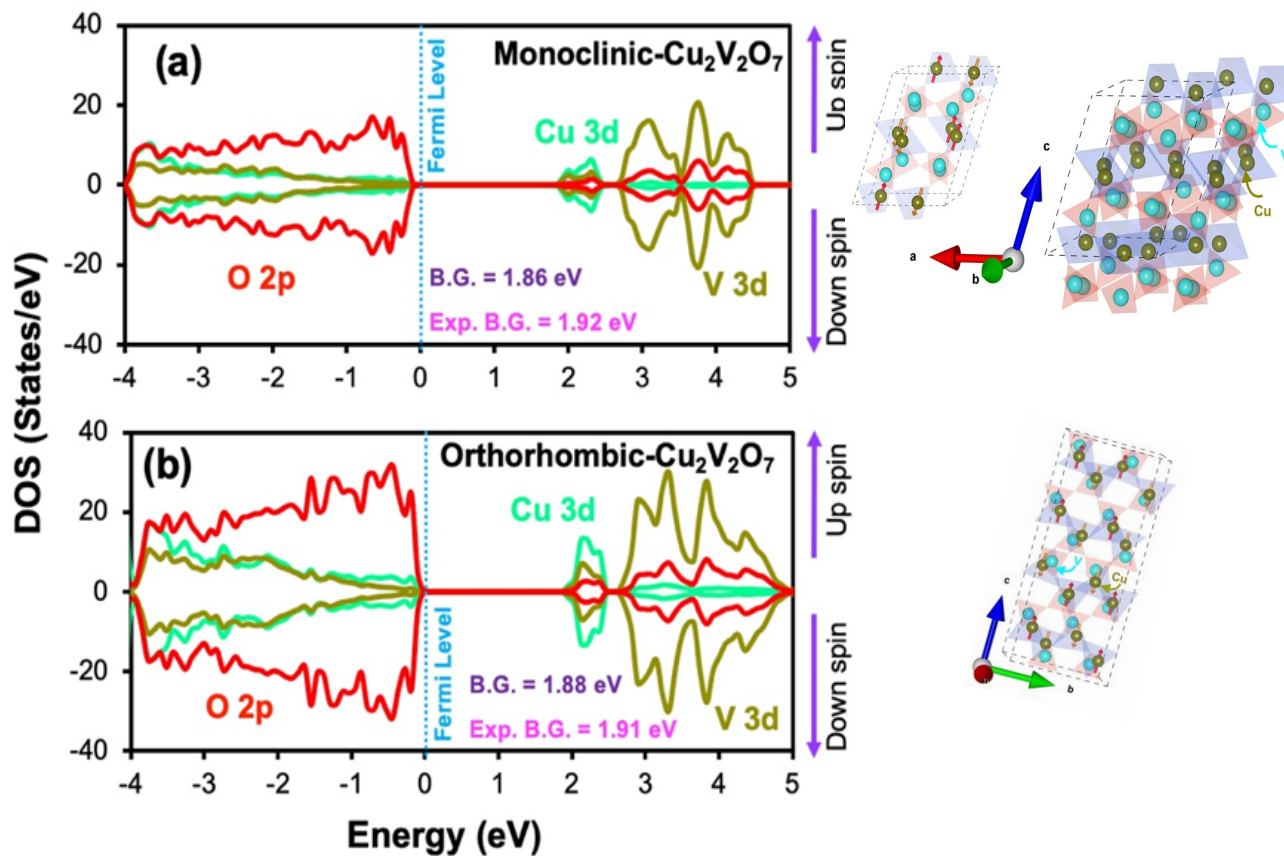 DOS (States/eV)
40
20
0
-20
-40
(a)
Fermi Level
Monoclinic-Cu₂V₂O₇
Cu 3d
O 2p
B.G. = 1.86 eV
Exp. B.G. = 1.92 eV
V 3d
Up spin
Down spin
-4 -3 -2 -1 0 1 2 3 4 5
c
a
b
Cu
40
20
0
-20
-40
(b)
Orthorhombic-Cu₂V₂O₇
Cu 3d
O 2p
Fermi Level
B.G. = 1.88 eV
Exp. B.G. = 1.91 eV
V 3d
Up spin
Down spin
-4 -3 -2 -1 0 1 2 3 4 5
Energy (eV)
V
Cu
c
b